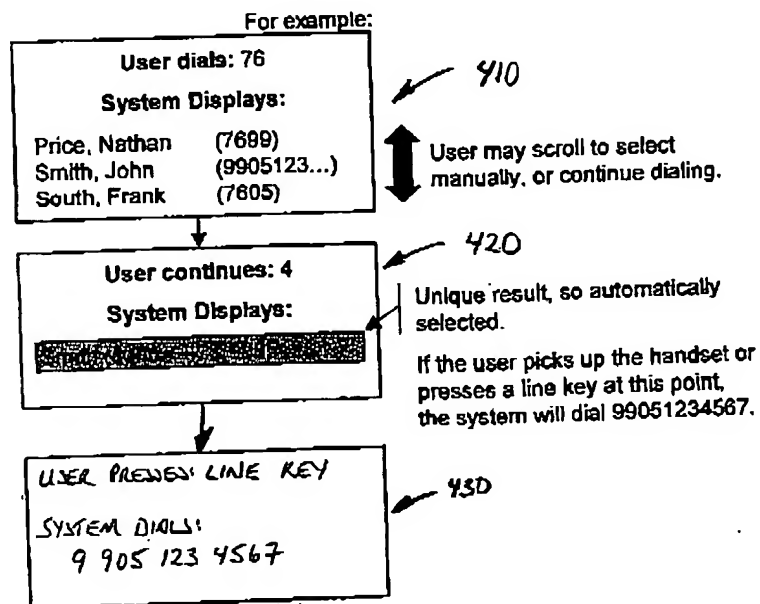 For example:
User dials: 76
System Displays:
Price, Nathan (7699)
Smith, John (9905123...)
South, Frank (7605)
410
User may scroll to select
manually, or continue dialing.
420
User continues: 4
System Displays:
Unique result, so automatically
selected.
If the user picks up the handset or
presses a line key at this point,
the system will dial 99051234567.
USER PRESSES: LINE KEY
SYSTEM DIALS:
9 905 123 4567
430